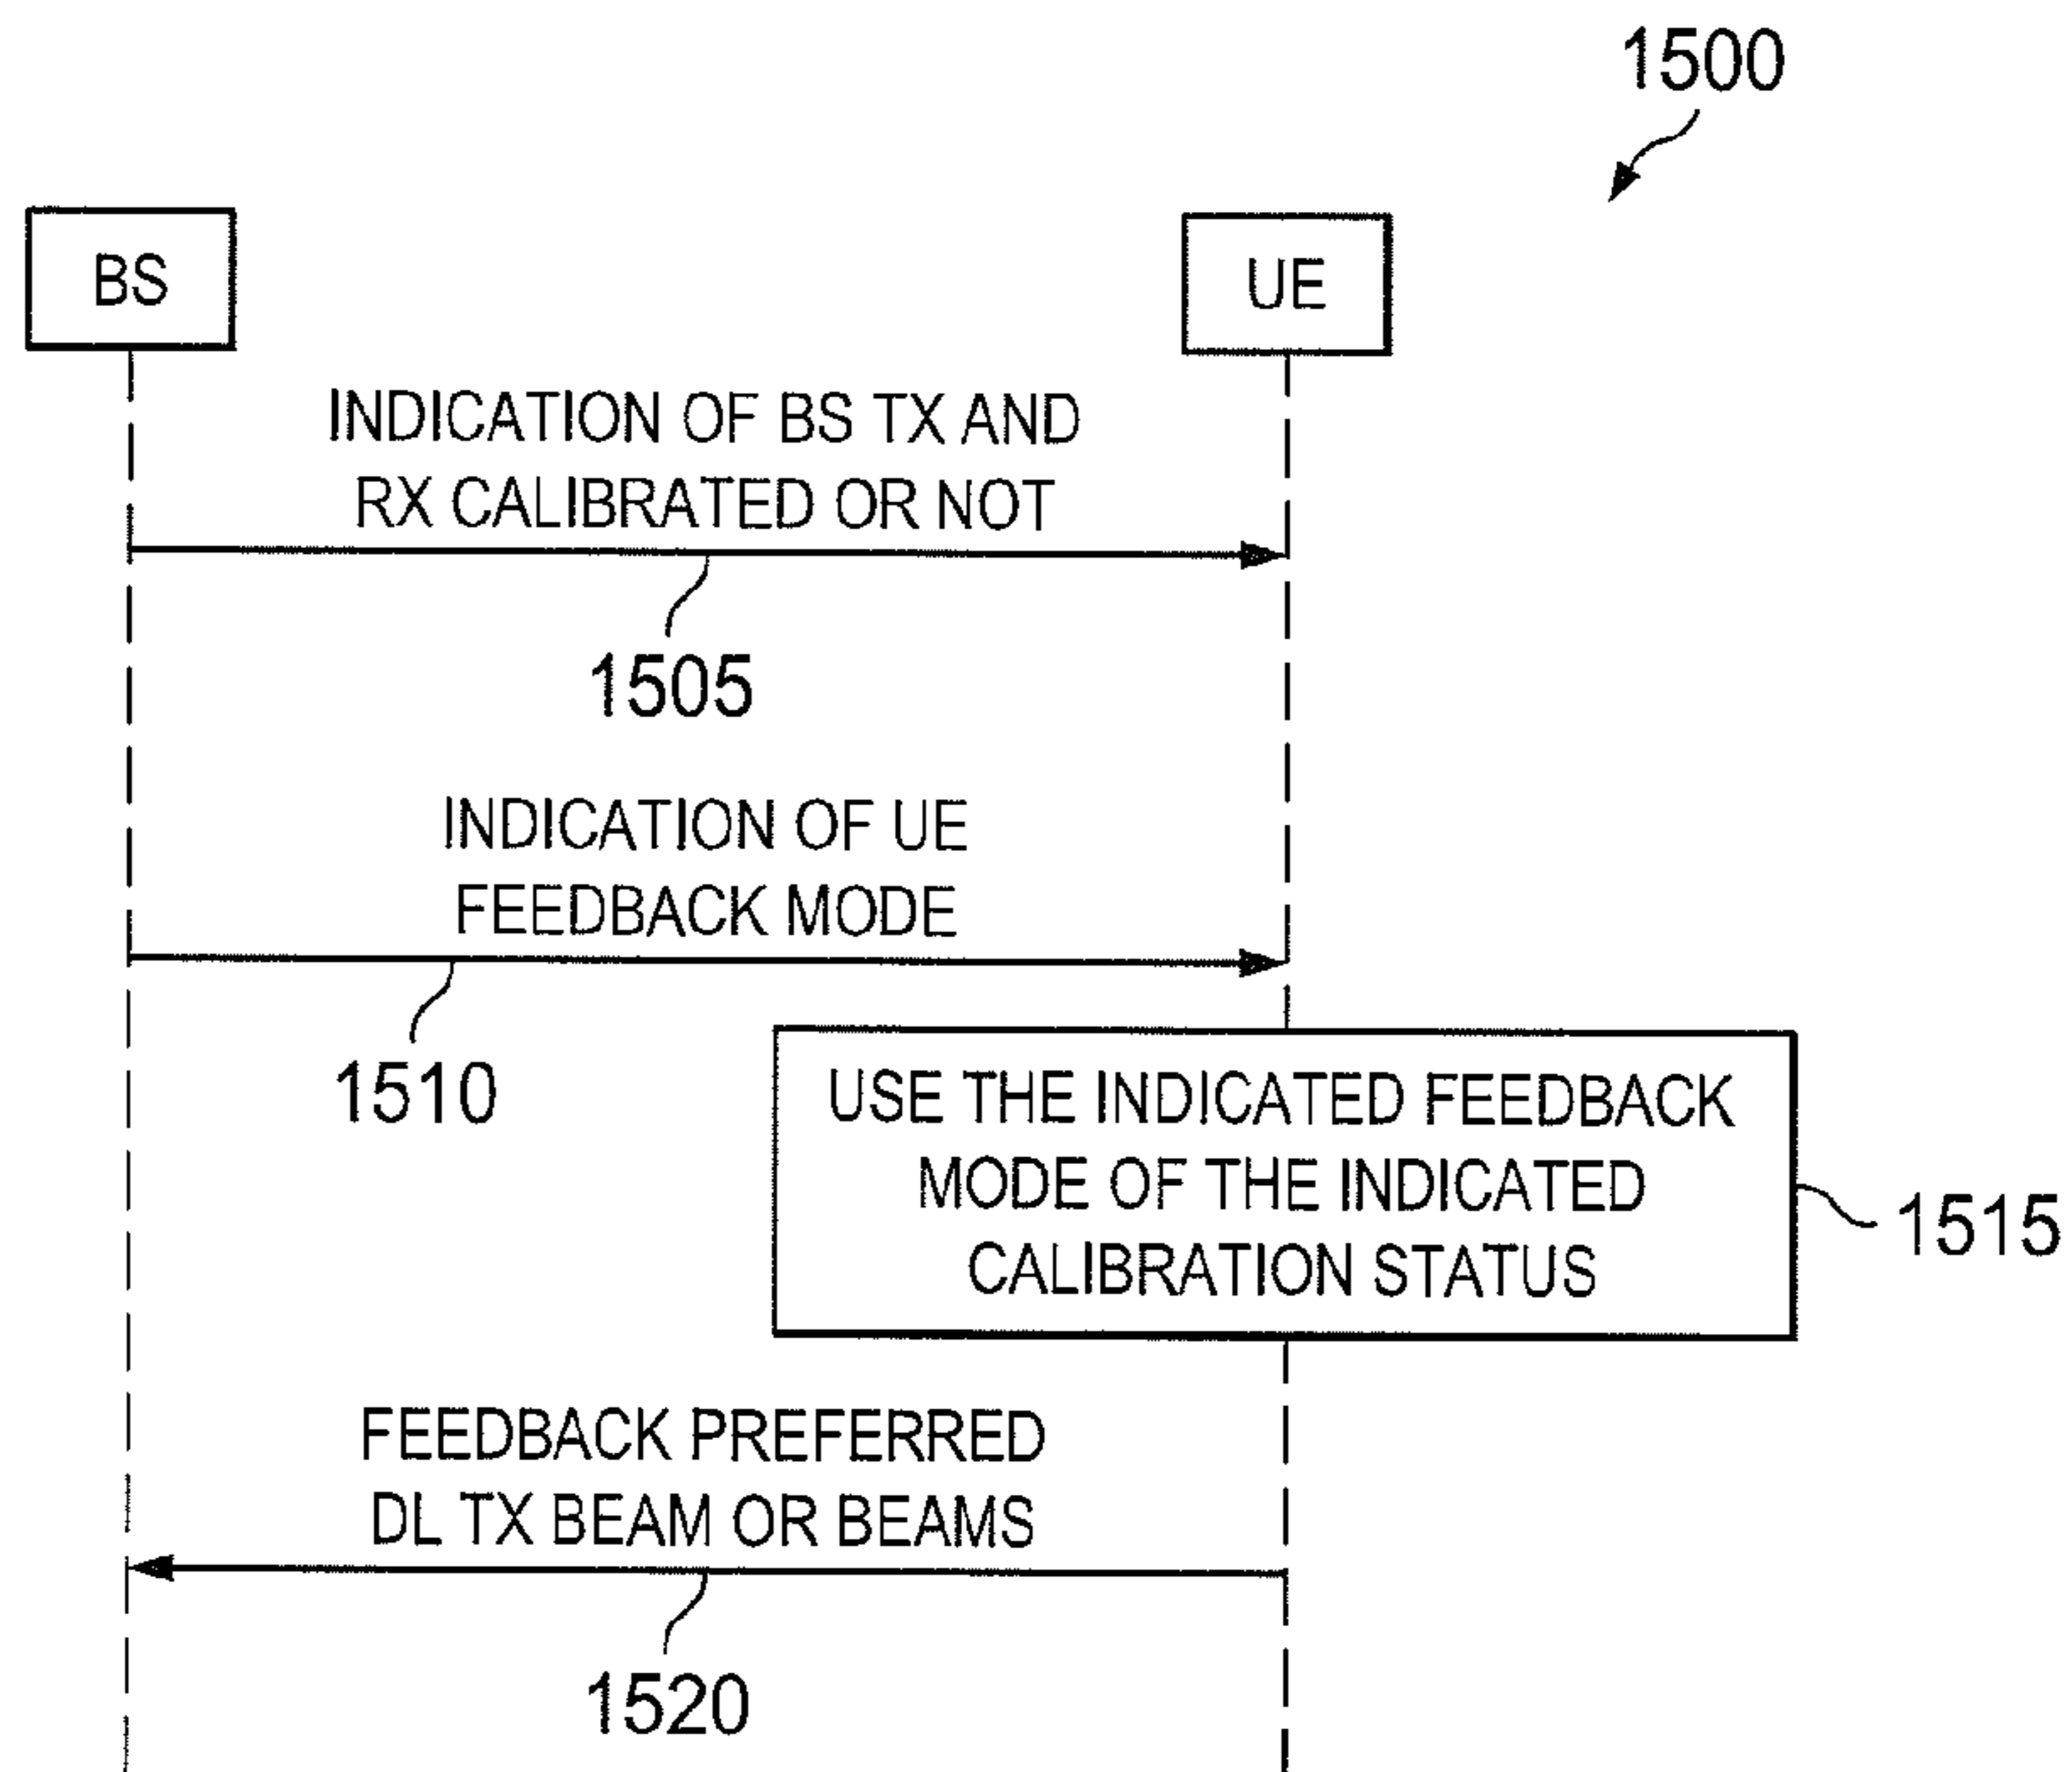 1500
BS
UE
INDICATION OF BS TX AND
RX CALIBRATED OR NOT
1505
INDICATION OF UE
FEEDBACK MODE
1510
USE THE INDICATED FEEDBACK
MODE OF THE INDICATED
CALIBRATION STATUS
1515
FEEDBACK PREFERRED
DL TX BEAM OR BEAMS
1520